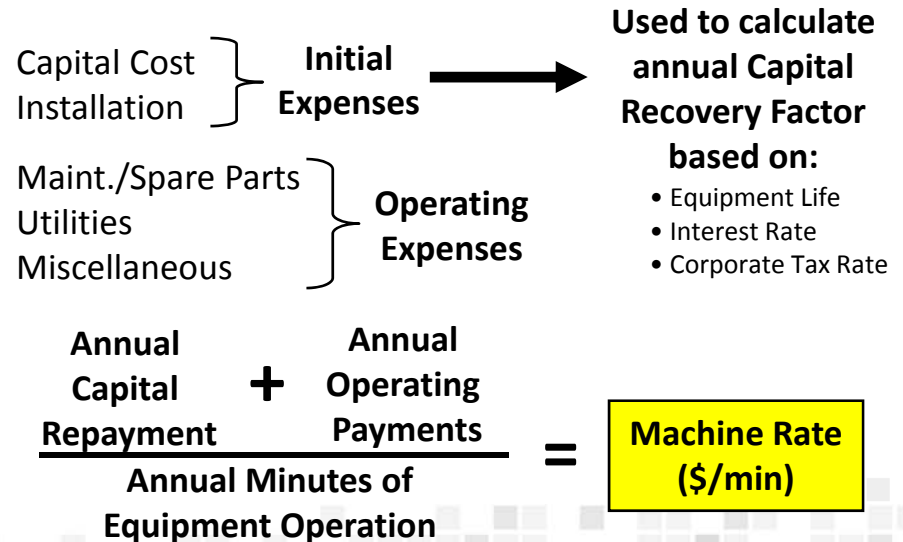 Capital Cost
Installation
Initial
Expenses
Used to calculate
annual Capital
Recovery Factor
based on:
• Equipment Life
• Interest Rate
• Corporate Tax Rate
Maint./Spare Parts
Utilities
Miscellaneous
Operating
Expenses
Annual
Capital
Repayment
+
Annual
Operating
Payments
Annual Minutes of
Equipment Operation
=
Machine Rate
($/min)